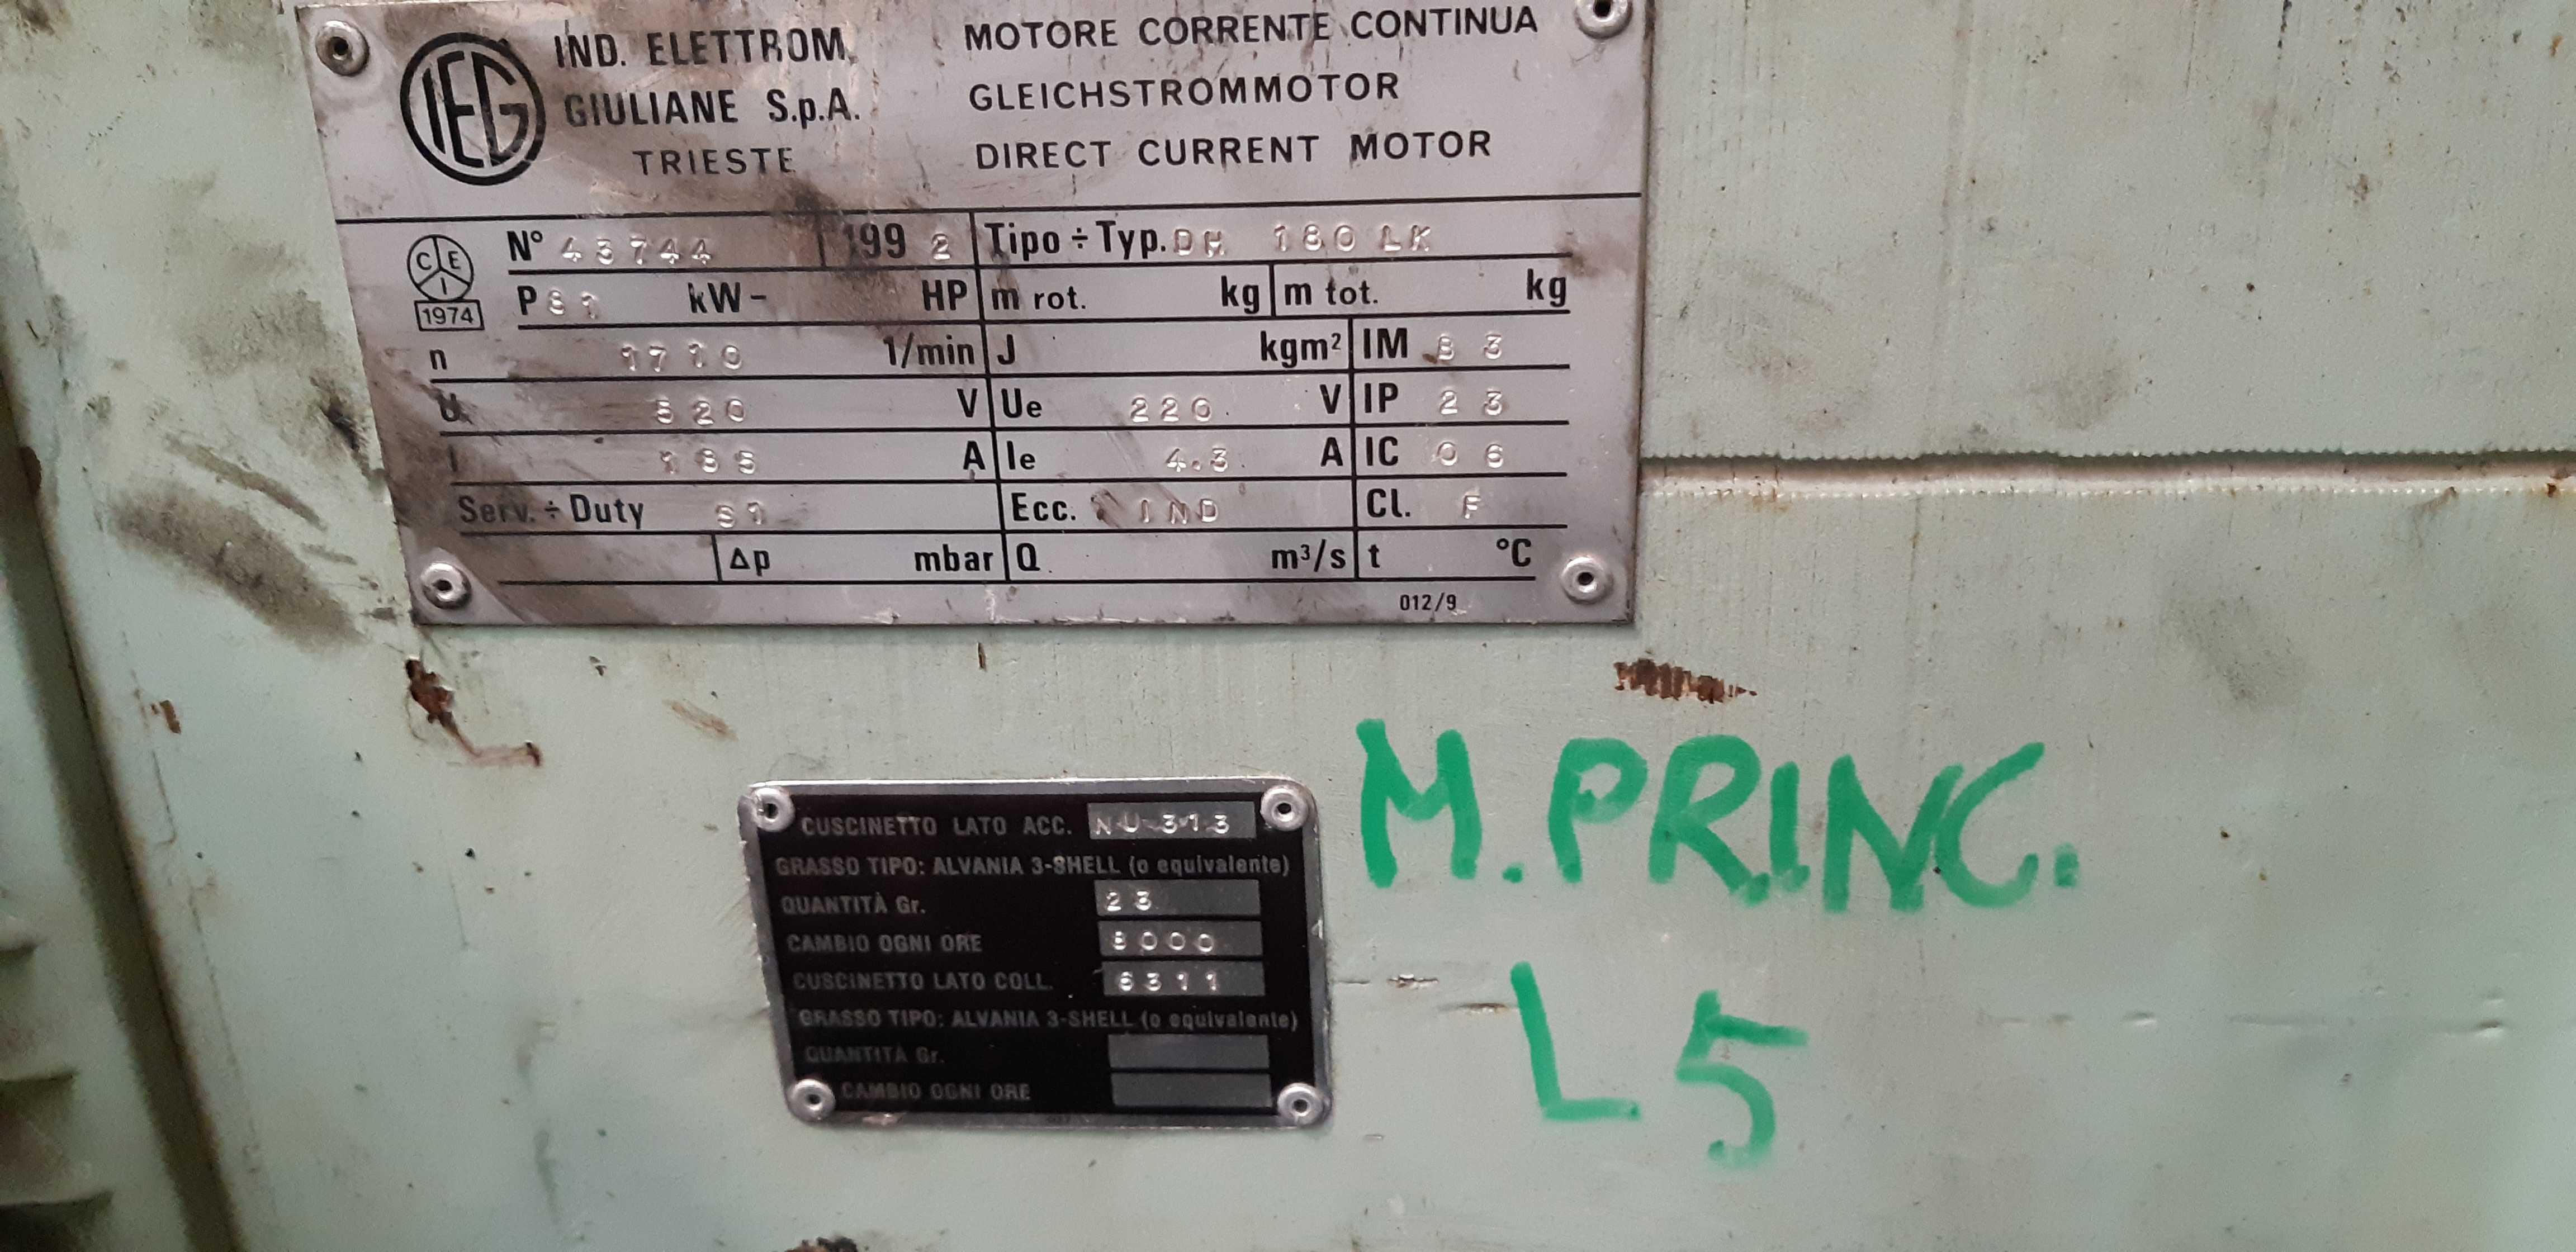 IEG
IND. ELETTROM.
GIULIANE S.p.A.
TRIESTE
MOTORE CORRENTE CONTINUA
GLEICHSTROMMOTOR
DIRECT CURRENT MOTOR
CEI
1974
N° 43744 199 2 Tipo ÷ Typ. DH 180 LK
P 81 kW - HP m rot. kg m tot. kg
n 1710 1/min J kgm² IM B 3
U 520 V Ue 220 V IP 23
I A Ie 4.3 A IC 06
Serv. ÷ Duty S1 Ecc. IND Cl. F
Δp mbar Q m³/s t °C
012/9
CUSCINETTO LATO ACC. NU-313
GRASSO TIPO: ALVANIA 3-SHELL (o equivalente)
QUANTITÀ Gr. 23
CAMBIO OGNI ORE 8000
CUSCINETTO LATO COLL. 6311
GRASSO TIPO: ALVANIA 3-SHELL (o equivalente)
QUANTITÀ Gr.
CAMBIO OGNI ORE
M. PRINC.
L5